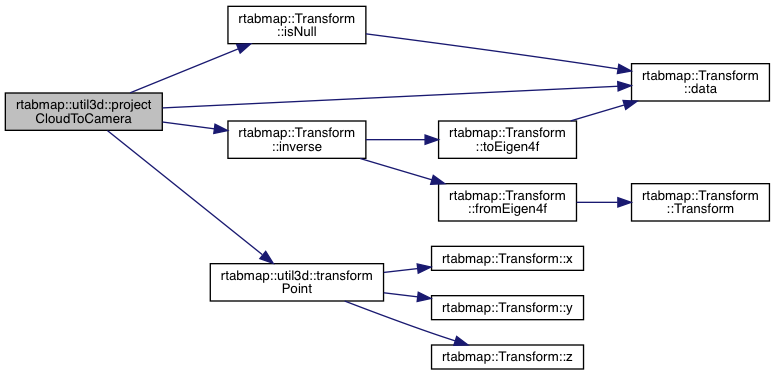 rtabmap::Transform
::isNull
rtabmap::Transform
::data
rtabmap::util3d::project
CloudToCamera
rtabmap::Transform
::inverse
rtabmap::Transform
::toEigen4f
rtabmap::Transform
::fromEigen4f
rtabmap::Transform
::Transform
rtabmap::util3d::transform
Point
rtabmap::Transform::x
rtabmap::Transform::y
rtabmap::Transform::z